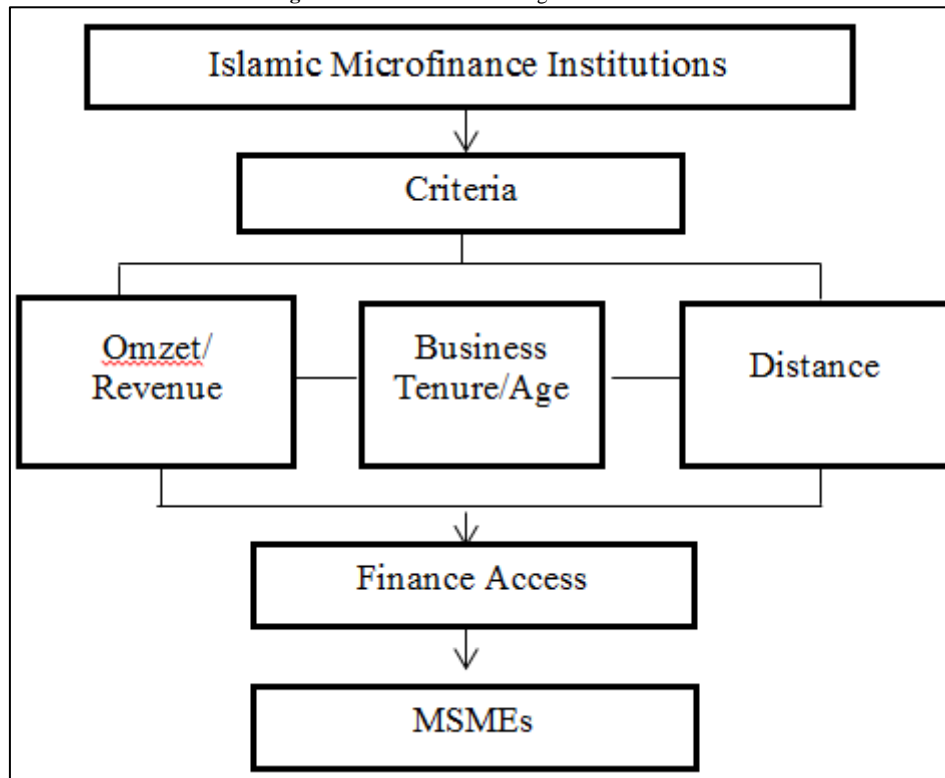 Islamic Microfinance Institutions
Criteria
Omzet/
Revenue
Business
Tenure/Age
Distance
Finance Access
MSMEs